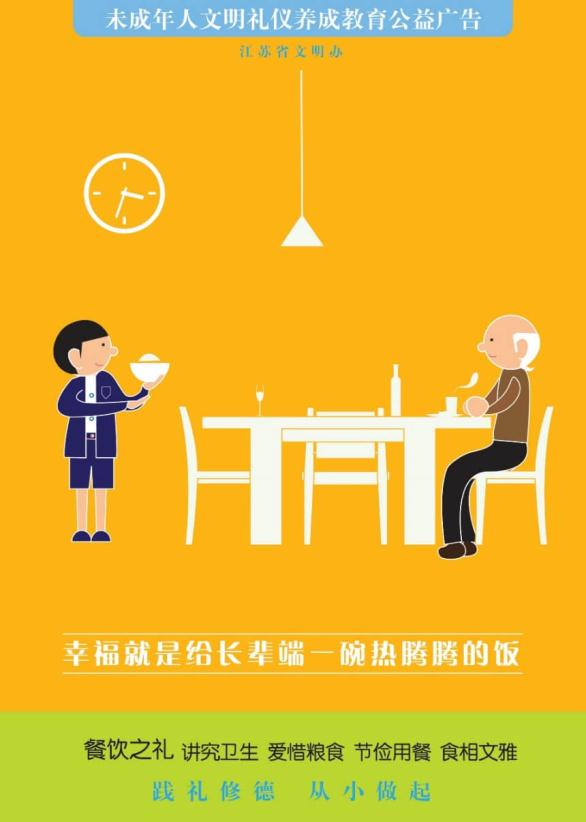 未成年人文明礼仪养成教育公益广告
江苏省文明办
幸福就是给长辈端一碗热腾腾的饭
餐饮之礼 讲究卫生 爱惜粮食 节俭用餐 食相文雅
践礼修德 从小做起